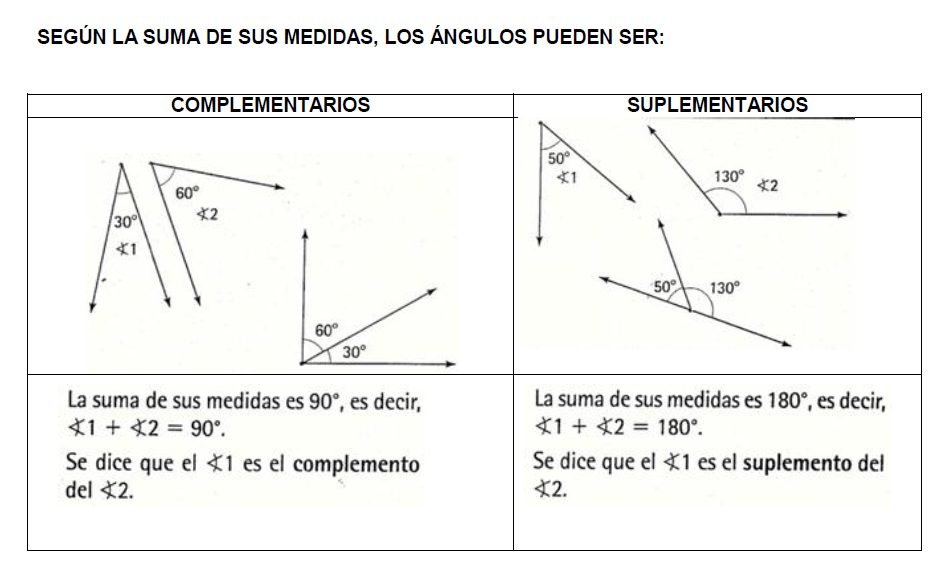 SEGÚN LA SUMA DE SUS MEDIDAS, LOS ÁNGULOS PUEDEN SER:
COMPLEMENTARIOS
30°
∢1
60°
∢2
60°
30°
La suma de sus medidas es 90°, es decir,
∢1 + ∢2 = 90°.
Se dice que el ∢1 es el complemento
del ∢2.
SUPLEMENTARIOS
50°
∢1
130°
∢2
50°
130°
La suma de sus medidas es 180°, es decir,
∢1 + ∢2 = 180°.
Se dice que el ∢1 es el suplemento del
∢2.